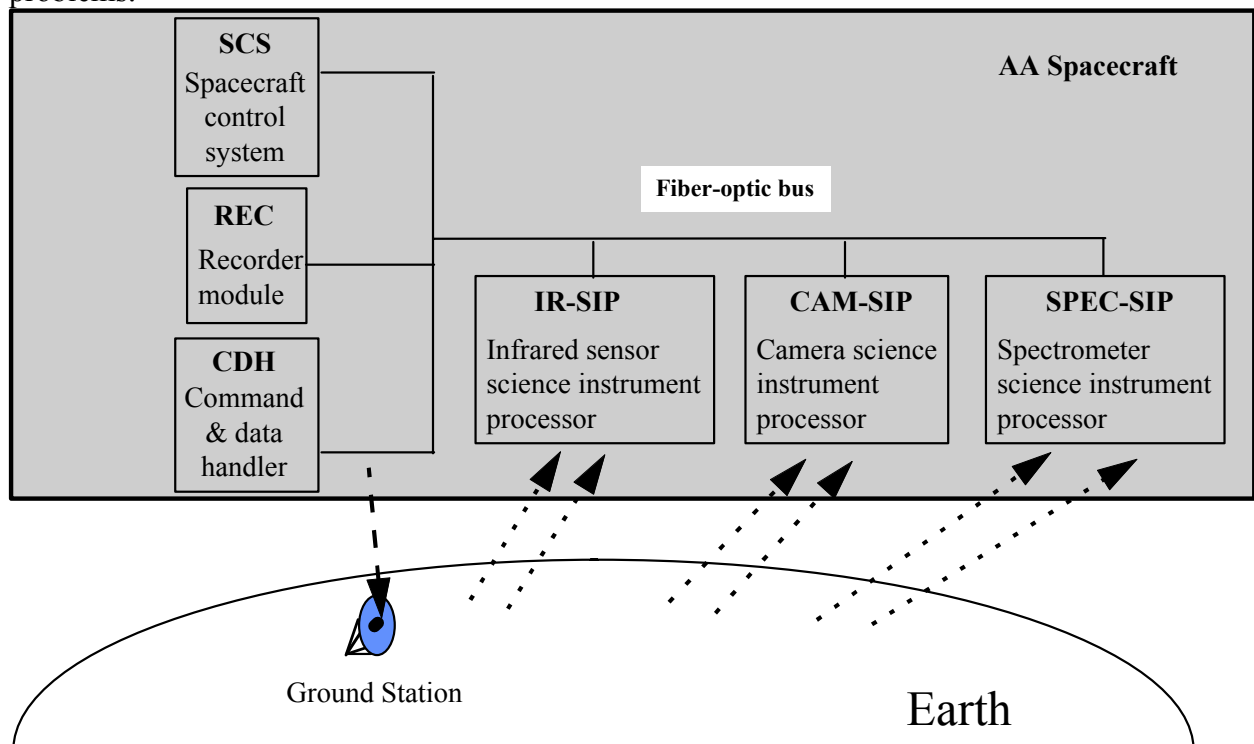 problems.
SCS
Spacecraft
control
system
AA Spacecraft
REC
Recorder
module
Fiber-optic bus
CDH
Command
& data
handler
IR-SIP
Infrared sensor
science instrument
processor
CAM-SIP
Camera science
instrument
processor
SPEC-SIP
Spectrometer
science instrument
processor
Ground Station
Earth